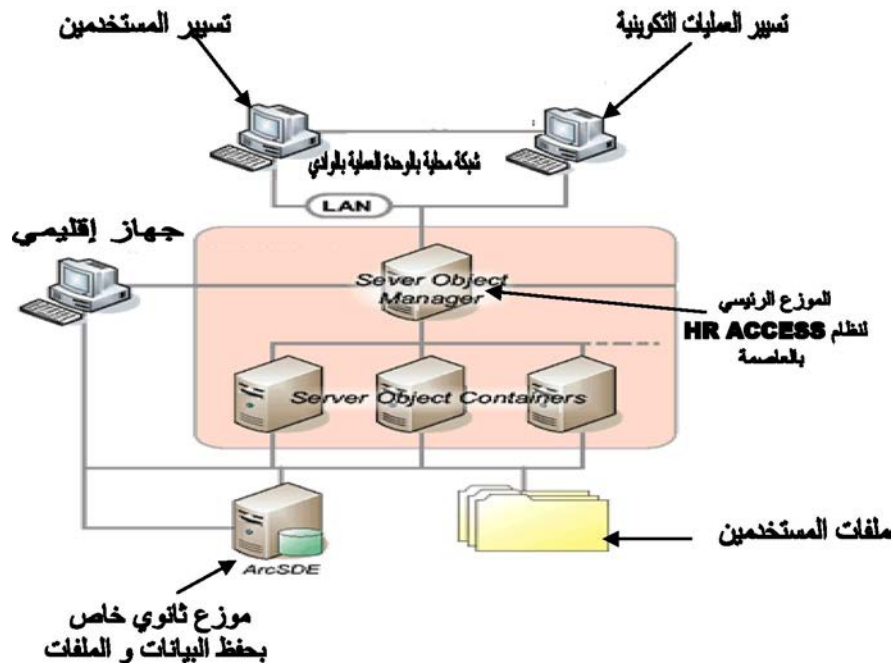 تسيير المستخدمين
تسيير العمليات التكوينية
شبكة محلية بالوحدة العملية بالوادي
LAN
جهاز إقليمي
Sever Object
Manager
الموزع الرئيسي
لنظام HR ACCESS
بالعاصمة
Server Object Containers
ملفات المستخدمين
ArcSDE
موزع ثانوي خاص
بحفظ البيانات و الملفات